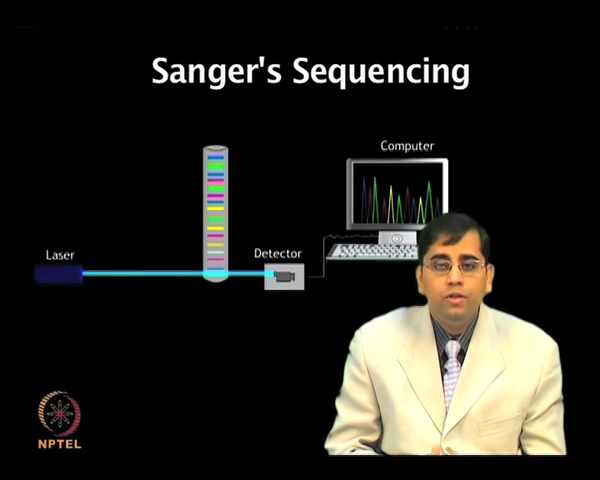 Sanger's Sequencing
Computer
Laser
Detector
NPTEL